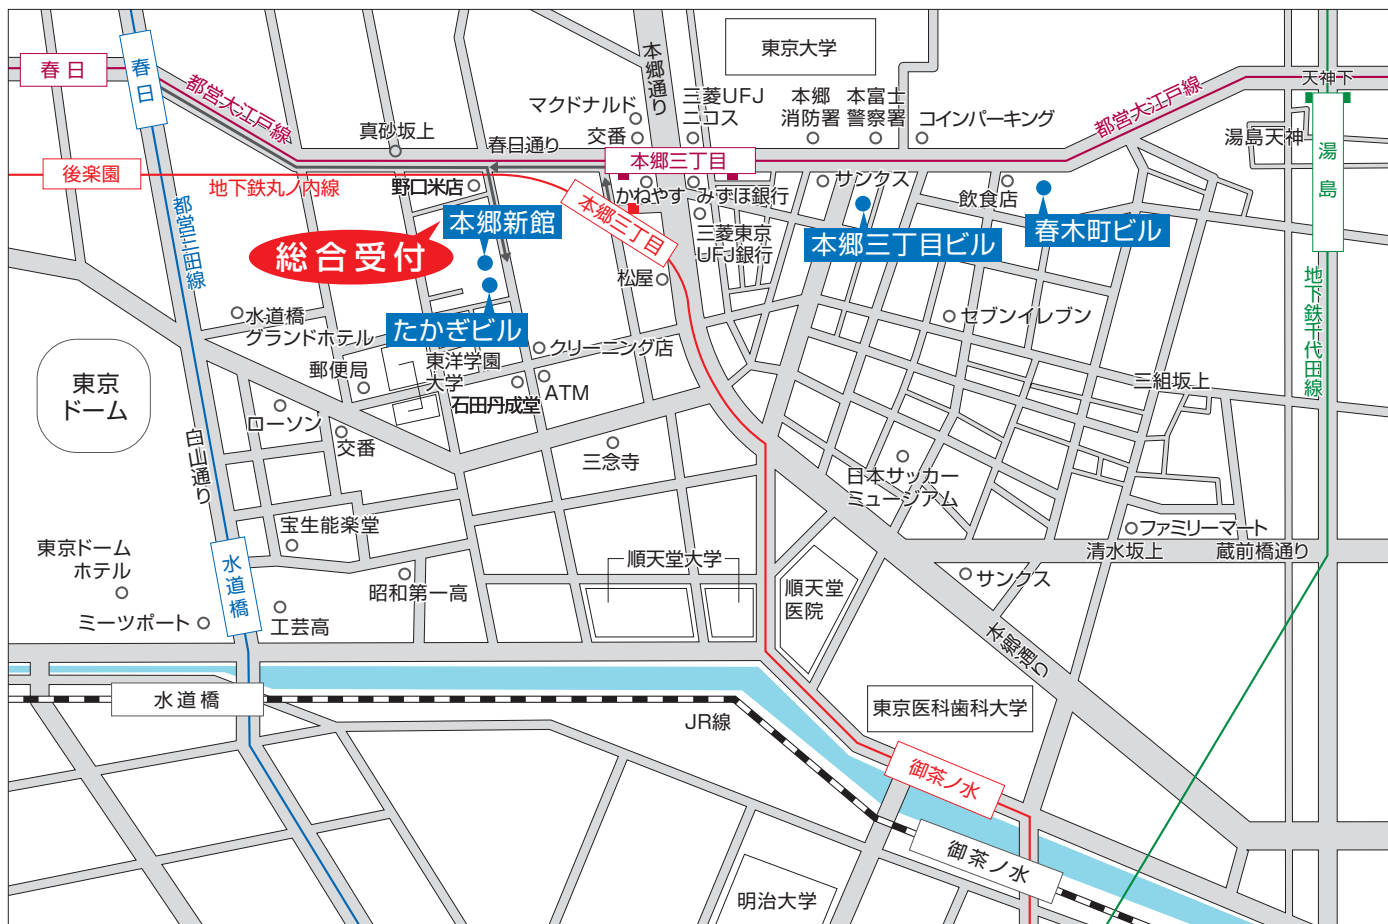 春日
春日
都営大江戸線
真砂坂上
春日通り
マクドナルド
交番
本郷通り
三菱UFJ
ニコス
東京大学
本郷
消防署
本富士
警察署
コインパーキング
都営大江戸線
天神下
湯島天神
湯島
後楽園
地下鉄丸ノ内線
都営三田線
野口米店
本郷三丁目
本郷三丁目
かねやす
みずほ銀行
サンクス
飲食店
春木町ビル
本郷三丁目ビル
三菱東京
UFJ銀行
本郷新館
総合受付
たかぎビル
松屋
水道橋
グランドホテル
郵便局
東洋学園
大学
クリーニング店
ATM
石田丹成堂
セブンイレブン
地下鉄千代田線
三組坂上
東京
ドーム
ローソン
交番
白山通り
三念寺
日本サッカー
ミュージアム
ファミリーマート
清水坂上
蔵前橋通り
サンクス
宝生能楽堂
東京ドーム
ホテル
ミーツポート
水道橋
昭和第一高
工芸高
順天堂大学
順天堂
医院
本郷通り
水道橋
JR線
東京医科歯科大学
御茶ノ水
御茶ノ水
明治大学